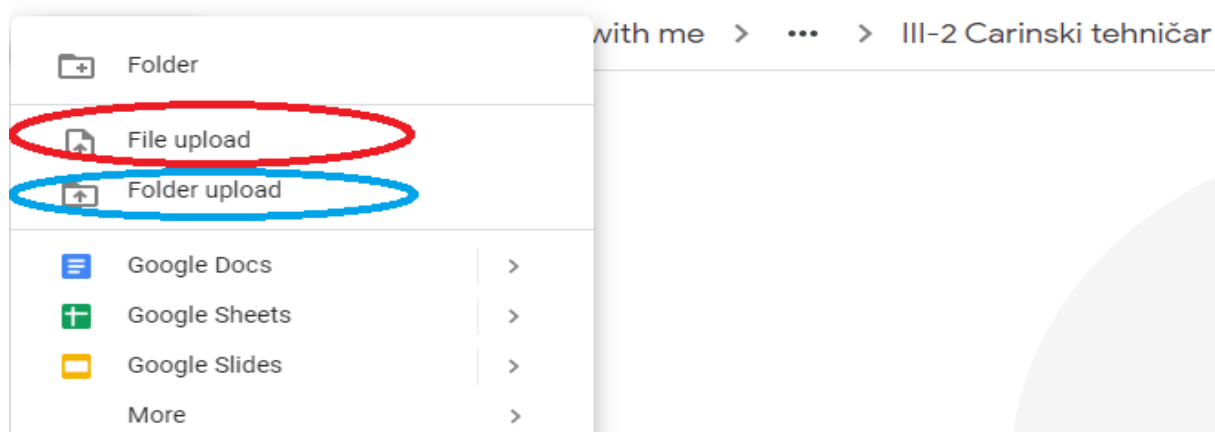 with me > ••• > III-2 Carinski tehničar
Folder
File upload
Folder upload
Google Docs >
Google Sheets >
Google Slides >
More >